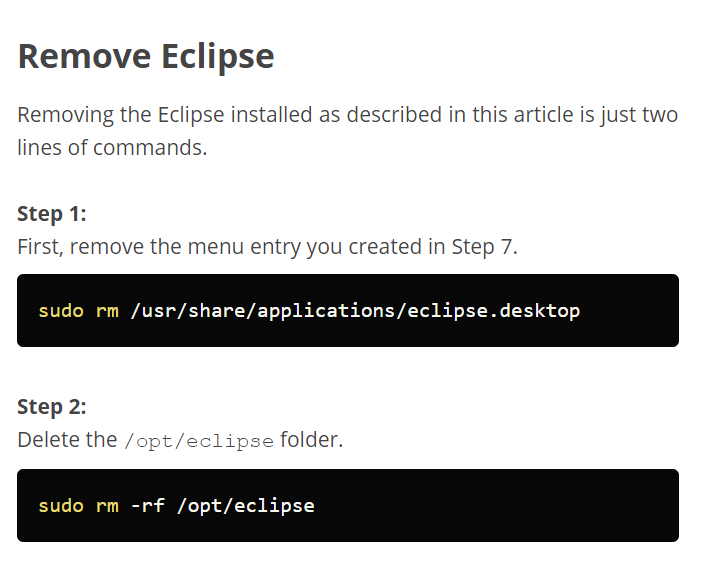 Remove Eclipse
Removing the Eclipse installed as described in this article is just two
lines of commands.
Step 1:
First, remove the menu entry you created in Step 7.
sudo rm /usr/share/applications/eclipse.desktop
Step 2:
Delete the /opt/eclipse folder.
sudo rm -rf /opt/eclipse